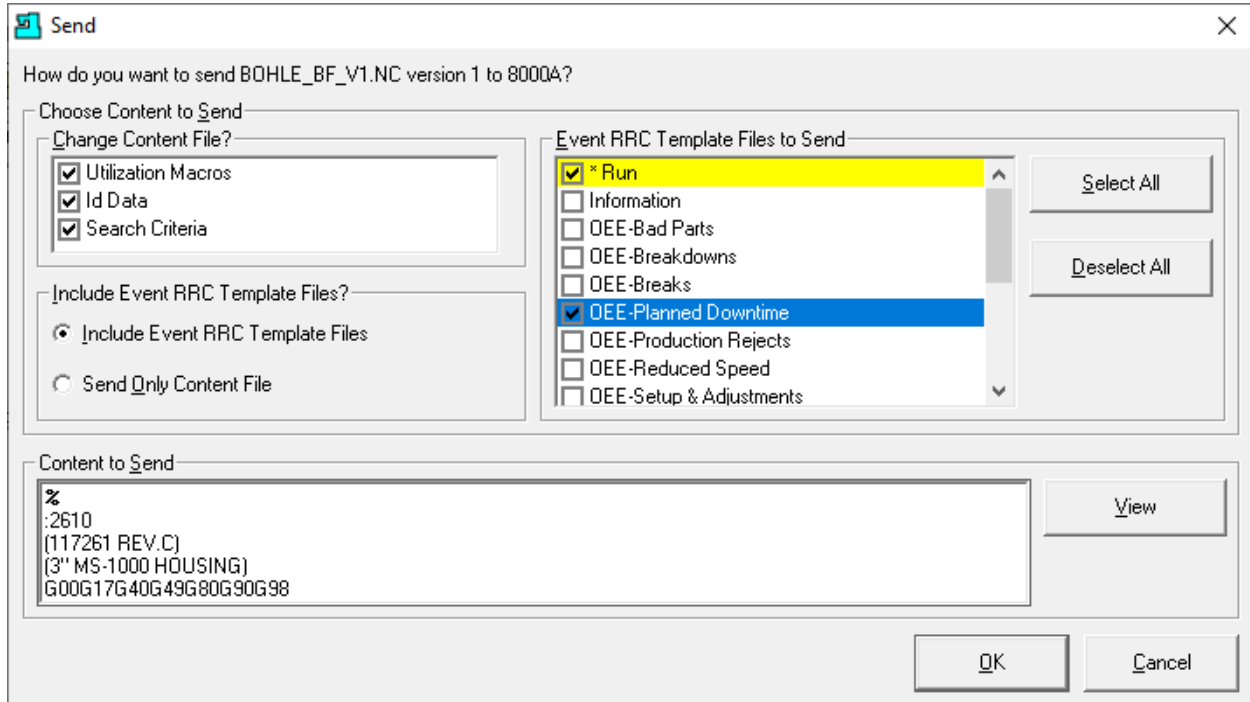 Send
How do you want to send BOHLE_BF_V1.NC version 1 to 8000A?
Choose Content to Send
Change Content File?
Utilization Macros
Id Data
Search Criteria
Include Event RRC Template Files?
Include Event RRC Template Files
Send Only Content File
Event RRC Template Files to Send
* Run
Information
OEE-Bad Parts
OEE-Breakdowns
OEE-Breaks
OEE-Planned Downtime
OEE-Production Rejects
OEE-Reduced Speed
OEE-Setup & Adjustments
Select All
Deselect All
Content to Send
%
:2610
(117261 REV.C)
(3" MS-1000 HOUSING)
G00G17G40G49G80G90G98
View
OK
Cancel